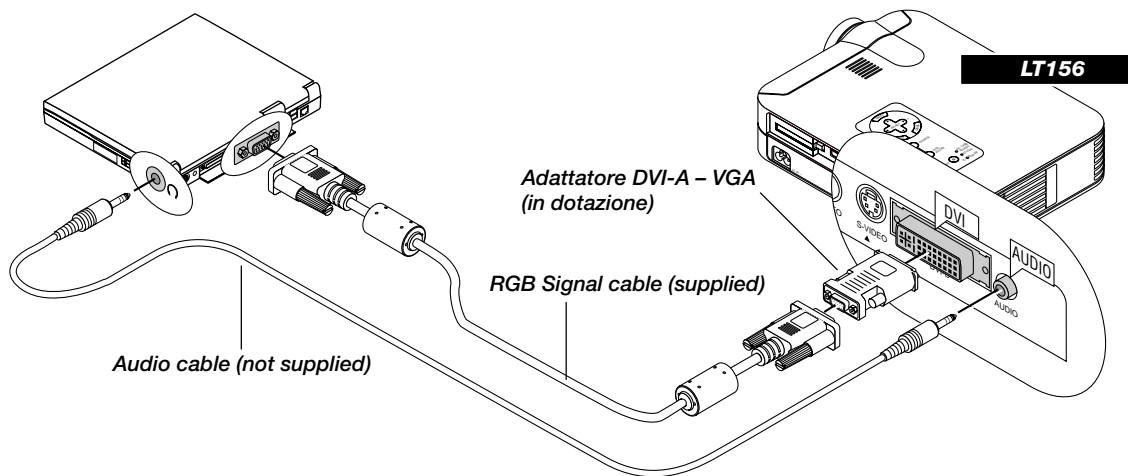 LT156
Adattatore DVI-A – VGA
(in dotazione)
S-VIDEO
DVI
AUDIO
AUDIO
RGB Signal cable (supplied)
Audio cable (not supplied)